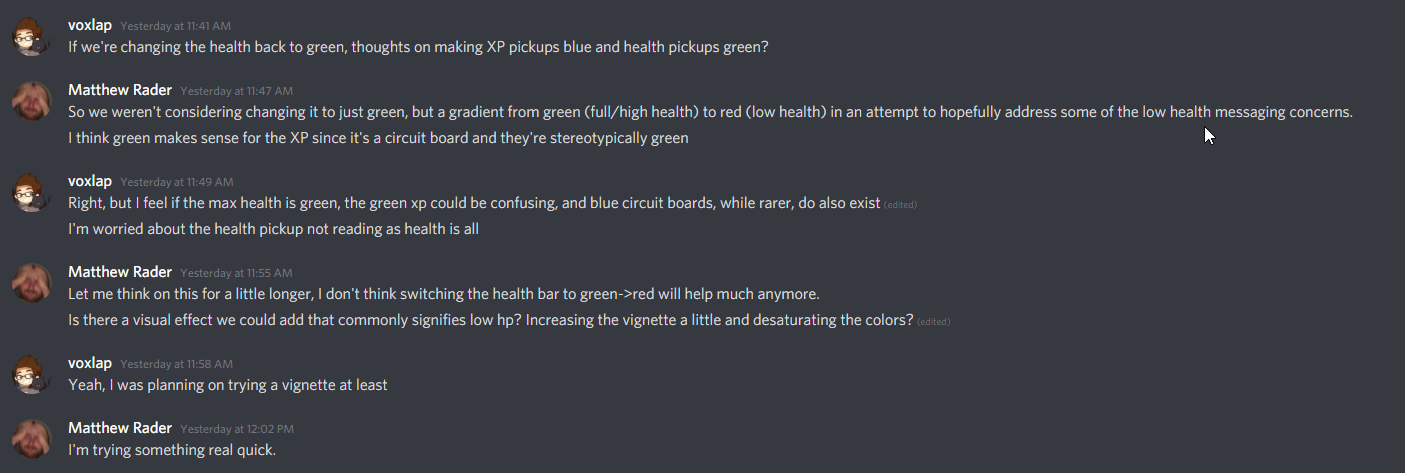 voxlap Yesterday at 11:41 AM
If we're changing the health back to green, thoughts on making XP pickups blue and health pickups green?
Matthew Rader Yesterday at 11:47 AM
So we weren't considering changing it to just green, but a gradient from green (full/high health) to red (low health) in an attempt to hopefully address some of the low health messaging concerns.
I think green makes sense for the XP since it's a circuit board and they're stereotypically green
voxlap Yesterday at 11:49 AM
Right, but I feel if the max health is green, the green xp could be confusing, and blue circuit boards, while rarer, do also exist (edited)
I'm worried about the health pickup not reading as health is all
Matthew Rader Yesterday at 11:55 AM
Let me think on this for a little longer, I don't think switching the health bar to green->red will help much anymore.
Is there a visual effect we could add that commonly signifies low hp? Increasing the vignette a little and desaturating the colors? (edited)
voxlap Yesterday at 11:58 AM
Yeah, I was planning on trying a vignette at least
Matthew Rader Yesterday at 12:02 PM
I'm trying something real quick.